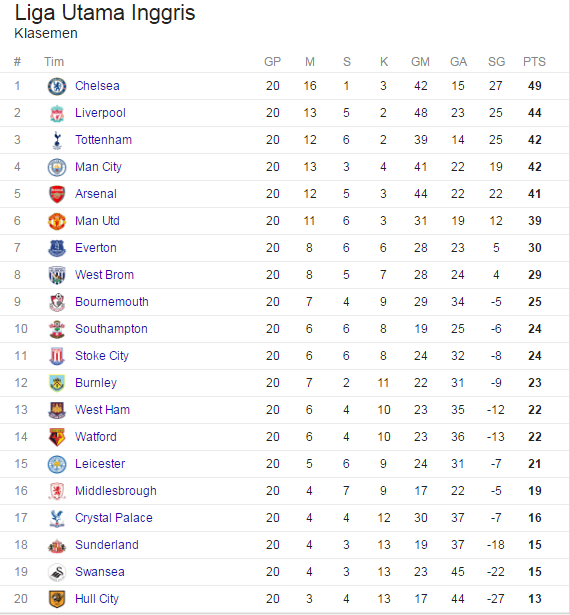 Liga Utama Inggris
Klasemen
# Tim GP M S K GM GA SG PTS
1 Chelsea 20 16 1 3 42 15 27 49
2 Liverpool 20 13 5 2 48 23 25 44
3 Tottenham 20 12 6 2 39 14 25 42
4 Man City 20 13 3 4 41 22 19 42
5 Arsenal 20 12 5 3 44 22 22 41
6 Man Utd 20 11 6 3 31 19 12 39
7 Everton 20 8 6 6 28 23 5 30
8 West Brom 20 8 5 7 28 24 4 29
9 Bournemouth 20 7 4 9 29 34 -5 25
10 Southampton 20 6 6 8 19 25 -6 24
11 Stoke City 20 6 6 8 24 32 -8 24
12 Burnley 20 7 2 11 22 31 -9 23
13 West Ham 20 6 4 10 23 35 -12 22
14 Watford 20 6 4 10 23 36 -13 22
15 Leicester 20 5 6 9 24 31 -7 21
16 Middlesbrough 20 4 7 9 17 22 -5 19
17 Crystal Palace 20 4 4 12 30 37 -7 16
18 Sunderland 20 4 3 13 19 37 -18 15
19 Swansea 20 4 3 13 23 45 -22 15
20 Hull City 20 3 4 13 17 44 -27 13